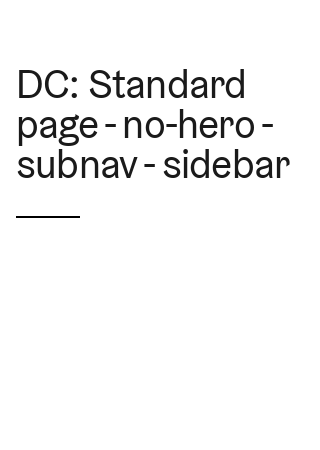 DC: Standard
page - no-hero -
subnav - sidebar